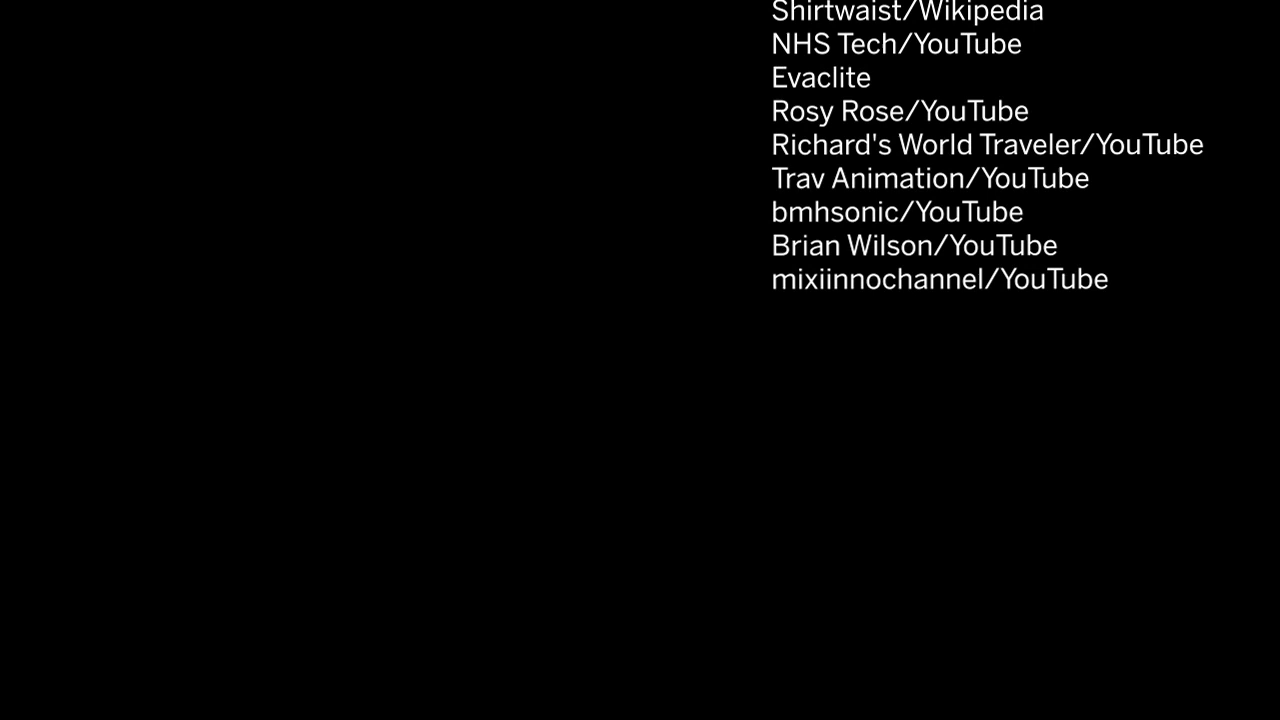 Shirtwaist/Wikipedia
NHS Tech/YouTube
Evaclite
Rosy Rose/YouTube
Richard's World Traveler/YouTube
Trav Animation/YouTube
bmhsonic/YouTube
Brian Wilson/YouTube
mixiinnochannel/YouTube